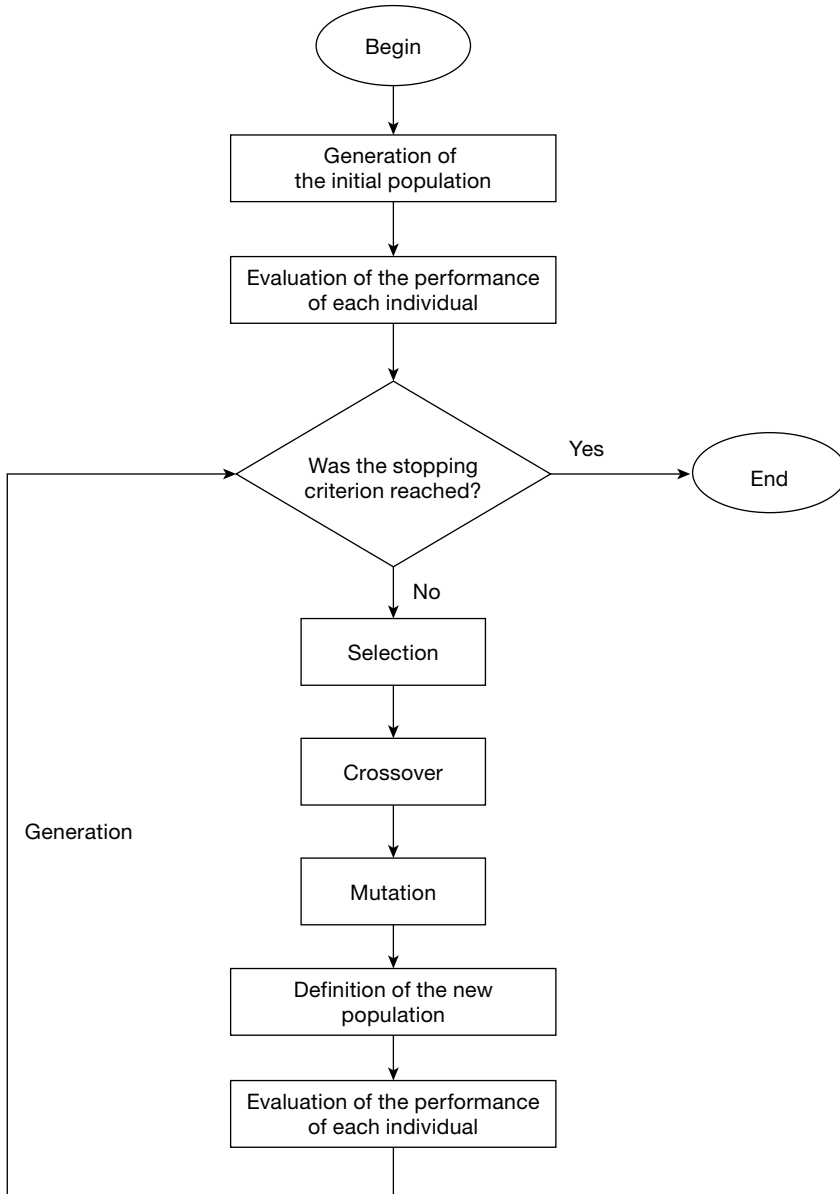 Begin
Generation of
the initial population
Evaluation of the performance
of each individual
Was the stopping
criterion reached?
Yes
End
No
Selection
Crossover
Generation
Mutation
Definition of the new
population
Evaluation of the performance
of each individual